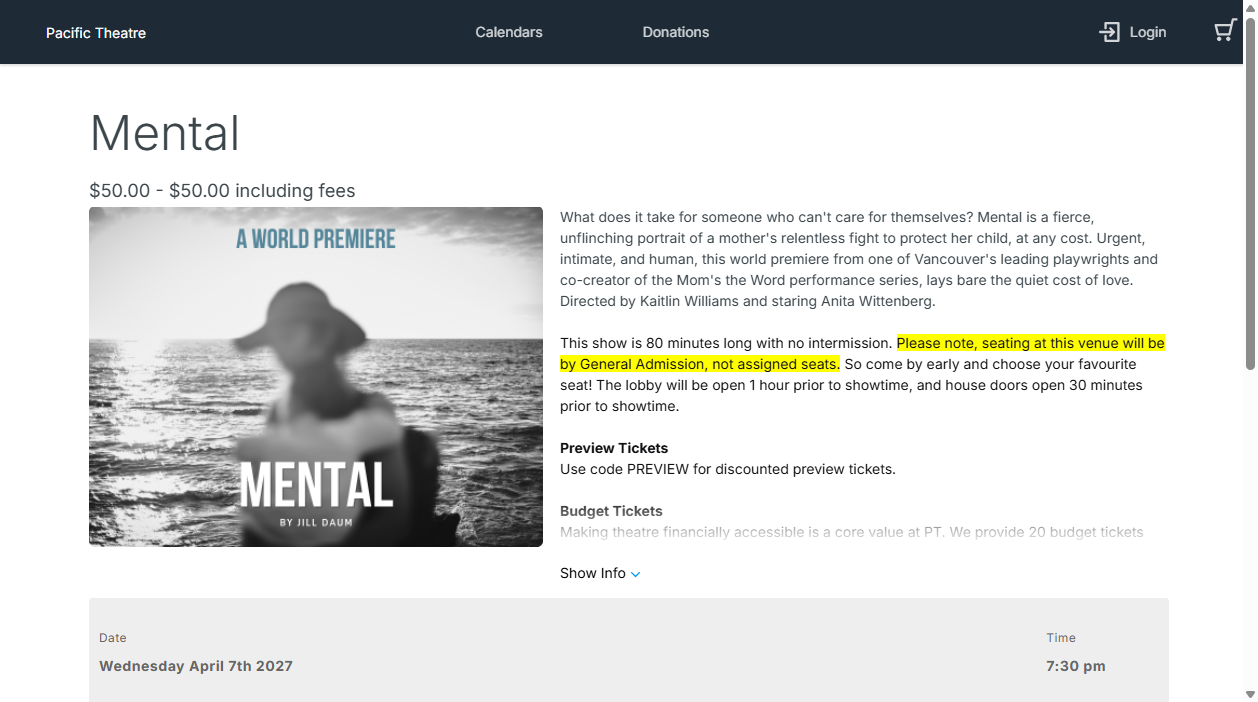 Pacific Theatre
Calendars
Donations
Login
Mental
$50.00 - $50.00 including fees
A WORLD PREMIERE
MENTAL
BY JILL DAUM
What does it take for someone who can't care for themselves? Mental is a fierce,
unflinching portrait of a mother's relentless fight to protect her child, at any cost. Urgent,
intimate, and human, this world premiere from one of Vancouver's leading playwrights and
co-creator of the Mom's the Word performance series, lays bare the quiet cost of love.
Directed by Kaitlin Williams and staring Anita Wittenberg.
This show is 80 minutes long with no intermission. Please note, seating at this venue will be
by General Admission, not assigned seats. So come by early and choose your favourite
seat! The lobby will be open 1 hour prior to showtime, and house doors open 30 minutes
prior to showtime.
Preview Tickets
Use code PREVIEW for discounted preview tickets.
Budget Tickets
Making theatre financially accessible is a core value at PT. We provide 20 budget tickets
Show Info
Date
Time
Wednesday April 7th 2027
7:30 pm